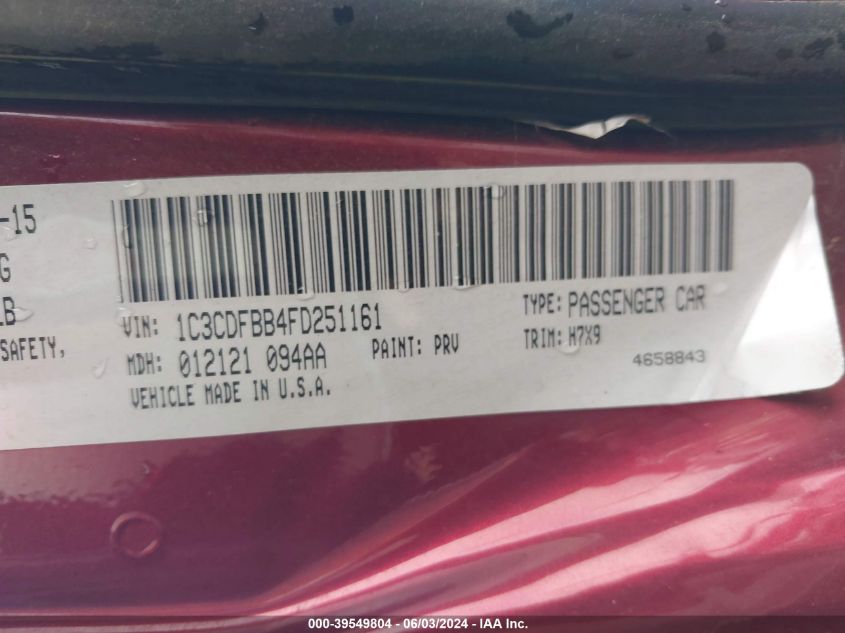 -15
G
LB
SAFETY,
VIN: 1C3CDFBB4FD251161
TYPE: PASSENGER CAR
MDH: 012121 094AA
PAINT: PRV
TRIM: H7X9
4658843
VEHICLE MADE IN U.S.A.
000-39549804 - 06/03/2024 - IAA Inc.